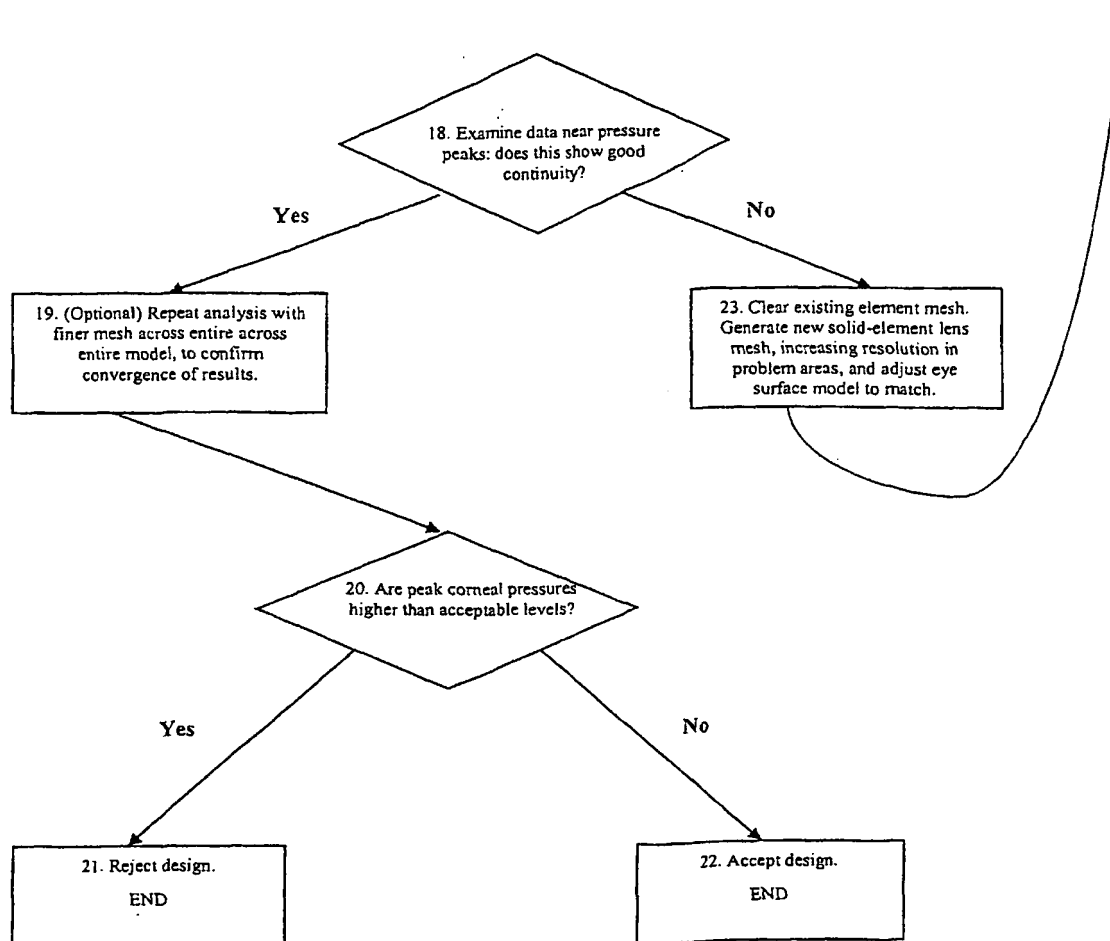 18. Examine data near pressure
peaks: does this show good
continuity?
Yes
No
19. (Optional) Repeat analysis with
finer mesh across entire across
entire model, to confirm
convergence of results.
23. Clear existing element mesh.
Generate new solid-element lens
mesh, increasing resolution in
problem areas, and adjust eye
surface model to match.
20. Are peak corneal pressures
higher than acceptable levels?
Yes
No
21. Reject design.
END
22. Accept design.
END